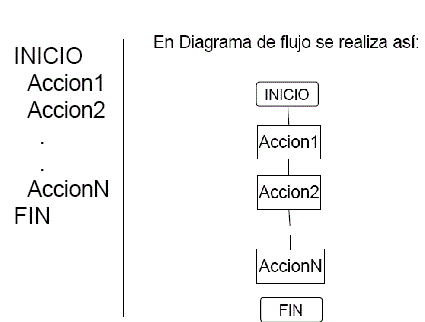 INICIO
Accion1
Accion2
.
.
AccionN
FIN
En Diagrama de flujo se realiza así:
INICIO
Accion1
Accion2
AccionN
FIN